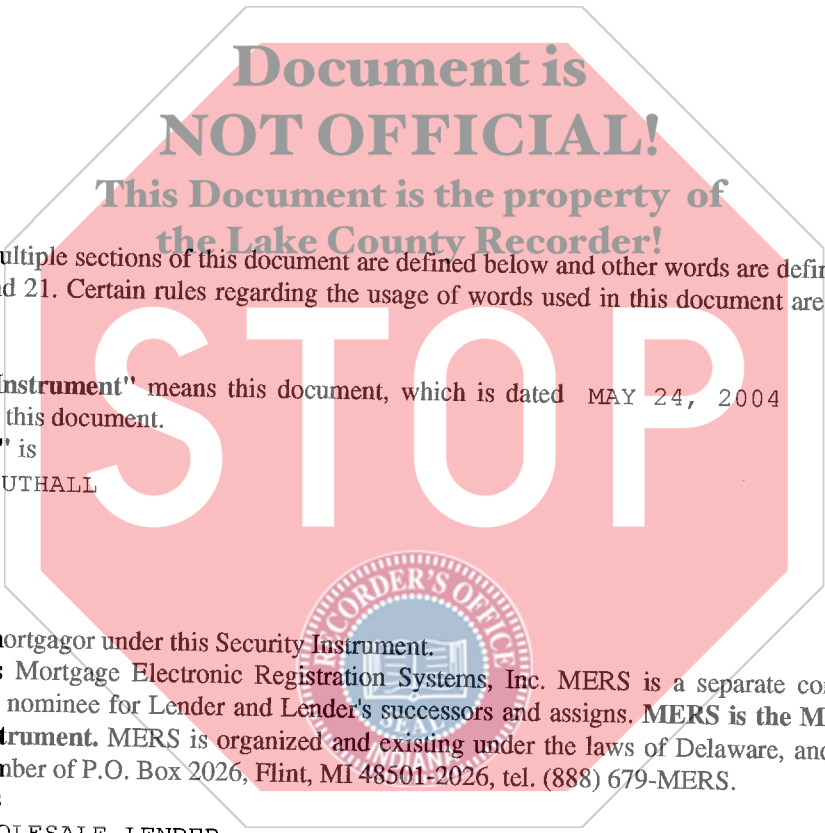 Document is
NOT OFFICIAL!
This Document is the property of
the Lake County Recorder!
ultiple sections of this document are defined below and other words are defin
d 21. Certain rules regarding the usage of words used in this document are
STOP
Instrument" means this document, which is dated MAY 24, 2004
this document.
" is
UTHALL
RECORDER'S OFFICE
SEAL
INDIANA
ortgagor under this Security Instrument.
s Mortgage Electronic Registration Systems, Inc. MERS is a separate co
nominee for Lender and Lender's successors and assigns. MERS is the M
trument. MERS is organized and existing under the laws of Delaware, and
mber of P.O. Box 2026, Flint, MI 48501-2026, tel. (888) 679-MERS.
OLESALE LENDER